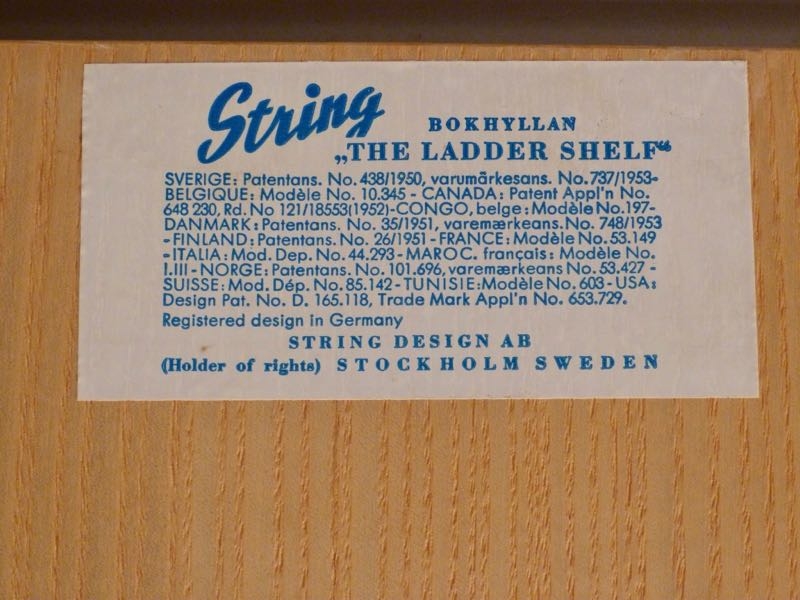 String
BOKHYLLAN
„THE LADDER SHELF“
SVERIGE: Patentans. No. 438/1950, varumärkesans. No. 737/1953-
BELGIQUE: Modèle No. 10.345 - CANADA: Patent Appl'n No.
648 230, Rd. No 121/18553(1952)-CONGO, belge: Modèle No. 197-
DANMARK: Patentans. No. 35/1951, varemærkeans. No. 748/1953
-FINLAND: Patentans. No. 26/1951 - FRANCE: Modèle No. 53.149
-ITALIA: Mod. Dep. No. 44.293 - MAROC. français: Modèle No.
1.III - NORGE: Patentans. No. 101.696, varemærkeans No. 53.427 -
SUISSE: Mod. Dép. No. 85.142 - TUNISIE: Modèle No. 603 - USA:
Design Pat. No. D. 165.118, Trade Mark Appl'n No. 653.729.
Registered design in Germany
STRING DESIGN AB
(Holder of rights) STOCKHOLM SWEDEN